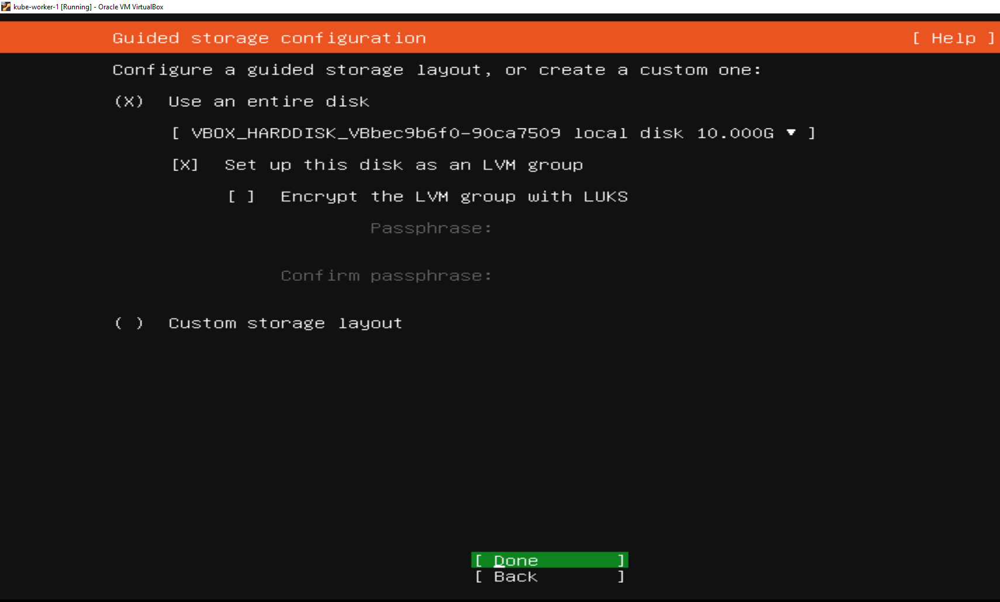 kube-worker-1 [Running] - Oracle VM VirtualBox
Guided storage configuration [ Help ]
Configure a guided storage layout, or create a custom one:
(X) Use an entire disk
[ VBOX_HARDDISK_VBbec9b6f0-90ca7509 local disk 10.000G ▾ ]
[X] Set up this disk as an LVM group
[ ] Encrypt the LVM group with LUKS
Passphrase:
Confirm passphrase:
( ) Custom storage layout
[ Done ]
[ Back ]